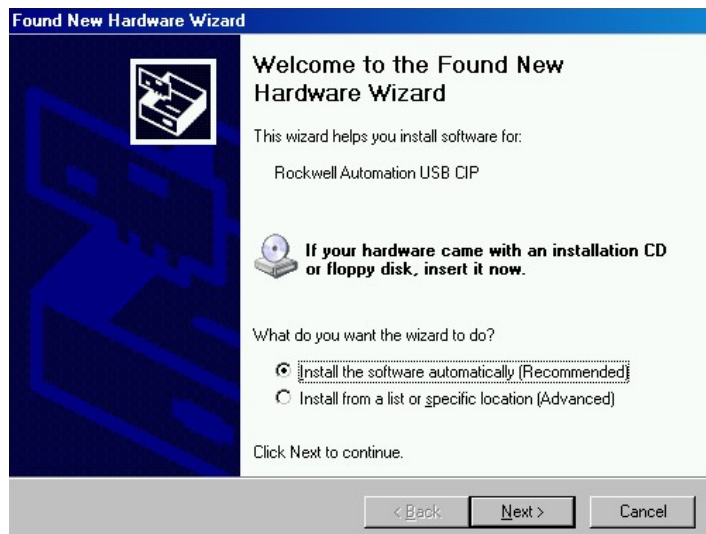 Found New Hardware Wizard
Welcome to the Found New
Hardware Wizard
This wizard helps you install software for:
Rockwell Automation USB CIP
If your hardware came with an installation CD
or floppy disk, insert it now.
What do you want the wizard to do?
Install the software automatically (Recommended)
Install from a list or specific location (Advanced)
Click Next to continue.
< Back Next > Cancel